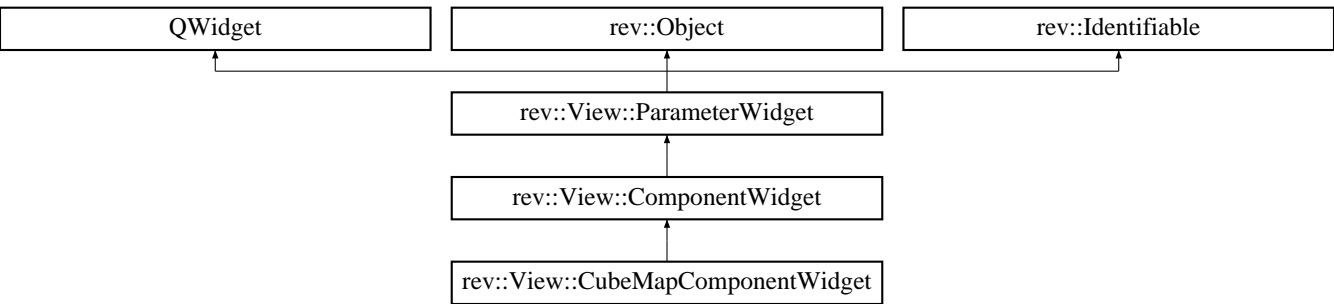 QWidget
rev::Object
rev::Identifiable
rev::View::ParameterWidget
rev::View::ComponentWidget
rev::View::CubeMapComponentWidget